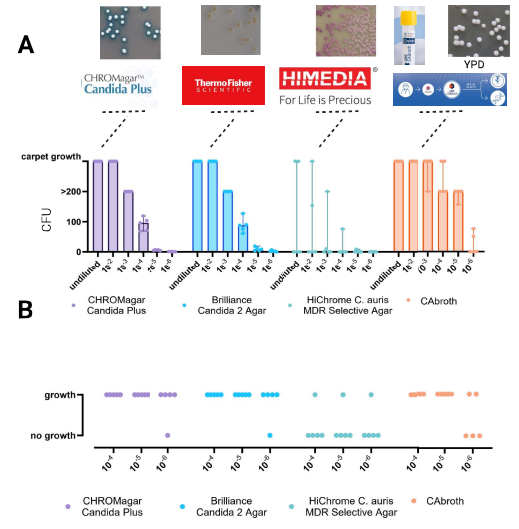 A
YPD
CHROMagar™
Candida Plus
ThermoFisher
SCIENTIFIC
HIMEDIA®
For Life is Precious
carpet growth
>200
100
0
CFU
undiluted 1e-2 1e-3 1e-4 1e-5 1e-6
undiluted 1e-2 1e-3 1e-4 1e-5 1e-6
undiluted 1e-2 1e-3 1e-4 1e-5 1e-6
undiluted 1e-2 10-3 10-4 10-5 10-6
CHROMagar
Candida Plus
Brilliance
Candida 2 Agar
HiChrome C. auris
MDR Selective Agar
CAbroth
B
growth
no growth
10-4 10-5 10-6
10-4 10-5 10-6
10-4 10-5 10-6
10-4 10-5 10-6
CHROMagar
Candida Plus
Brilliance
Candida 2 Agar
HiChrome C. auris
MDR Selective Agar
CAbroth